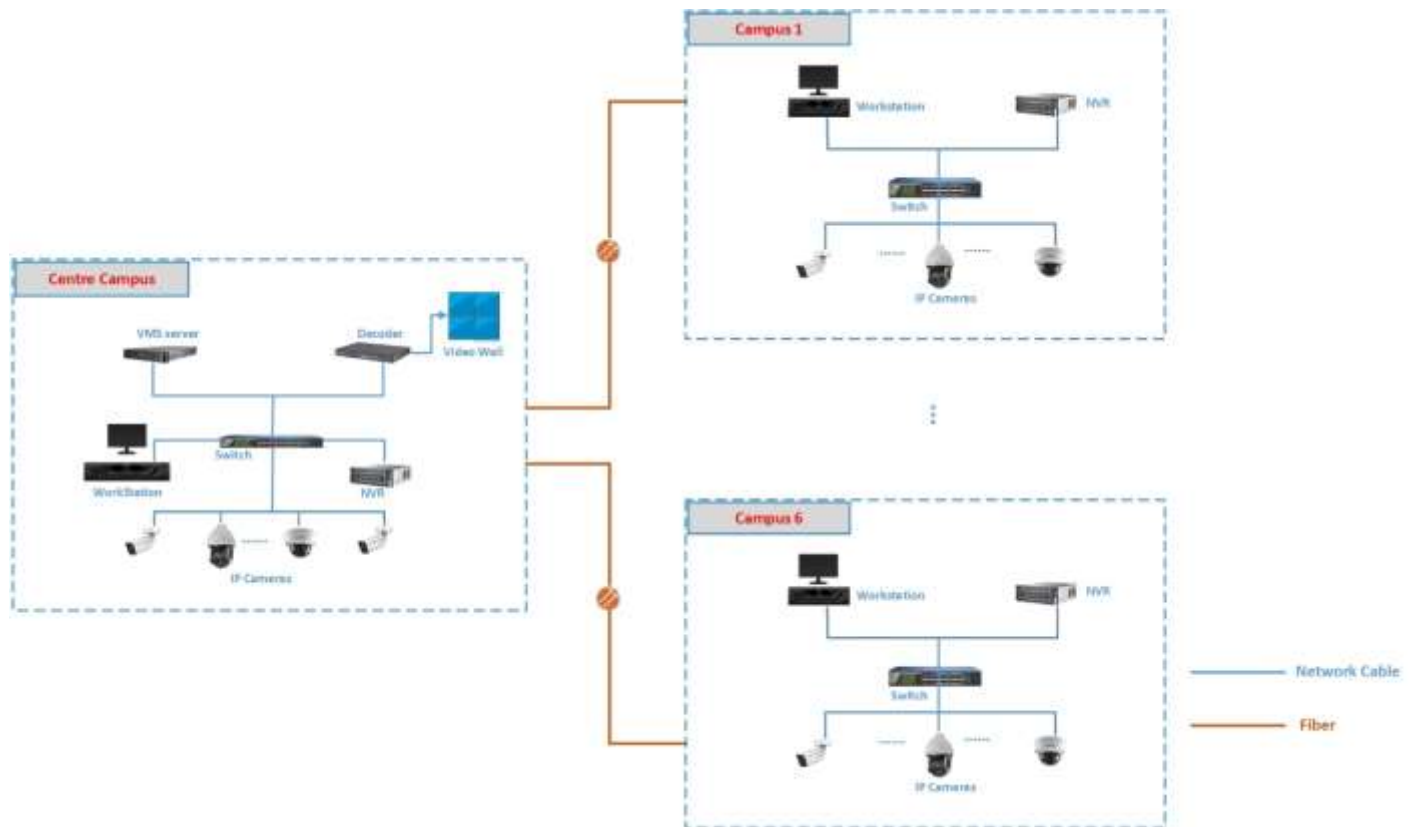 Campus 1
Workstation
NVR
Switch
IP Cameras
Centre Campus
VMS server
Decoder
Video Wall
Switch
WorkStation
NVR
IP Cameras
Campus 6
Workstation
NVR
Switch
IP Cameras
Network Cable
Fiber